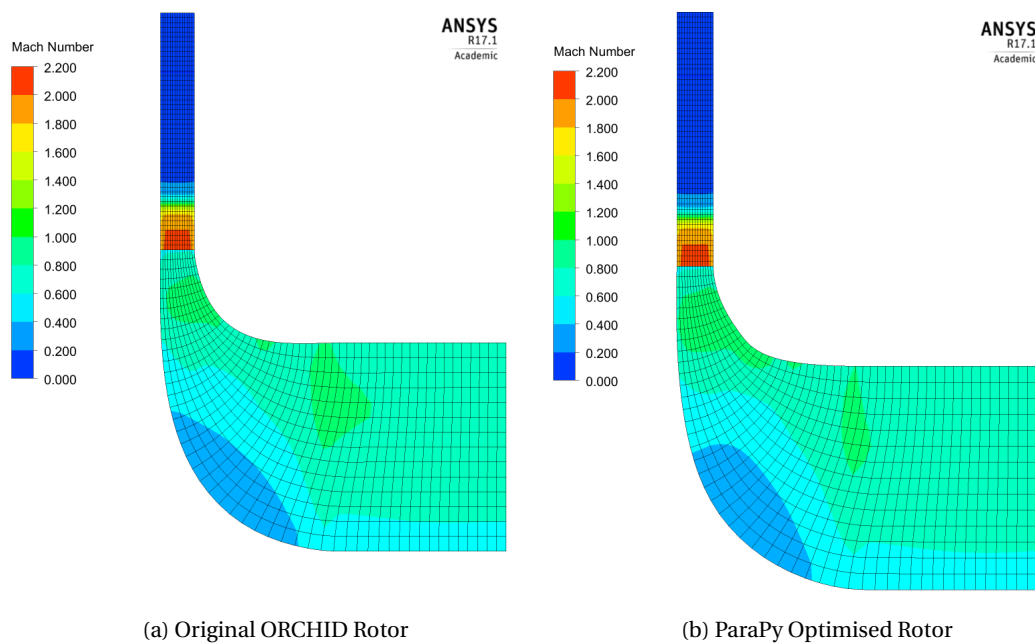 ANSYS
R17.1
Academic
Mach Number
2.200
2.000
1.800
1.600
1.400
1.200
1.000
0.800
0.600
0.400
0.200
0.000
(a) Original ORCHID Rotor
ANSYS
R17.1
Academic
Mach Number
2.200
2.000
1.800
1.600
1.400
1.200
1.000
0.800
0.600
0.400
0.200
0.000
(b) ParaPy Optimised Rotor